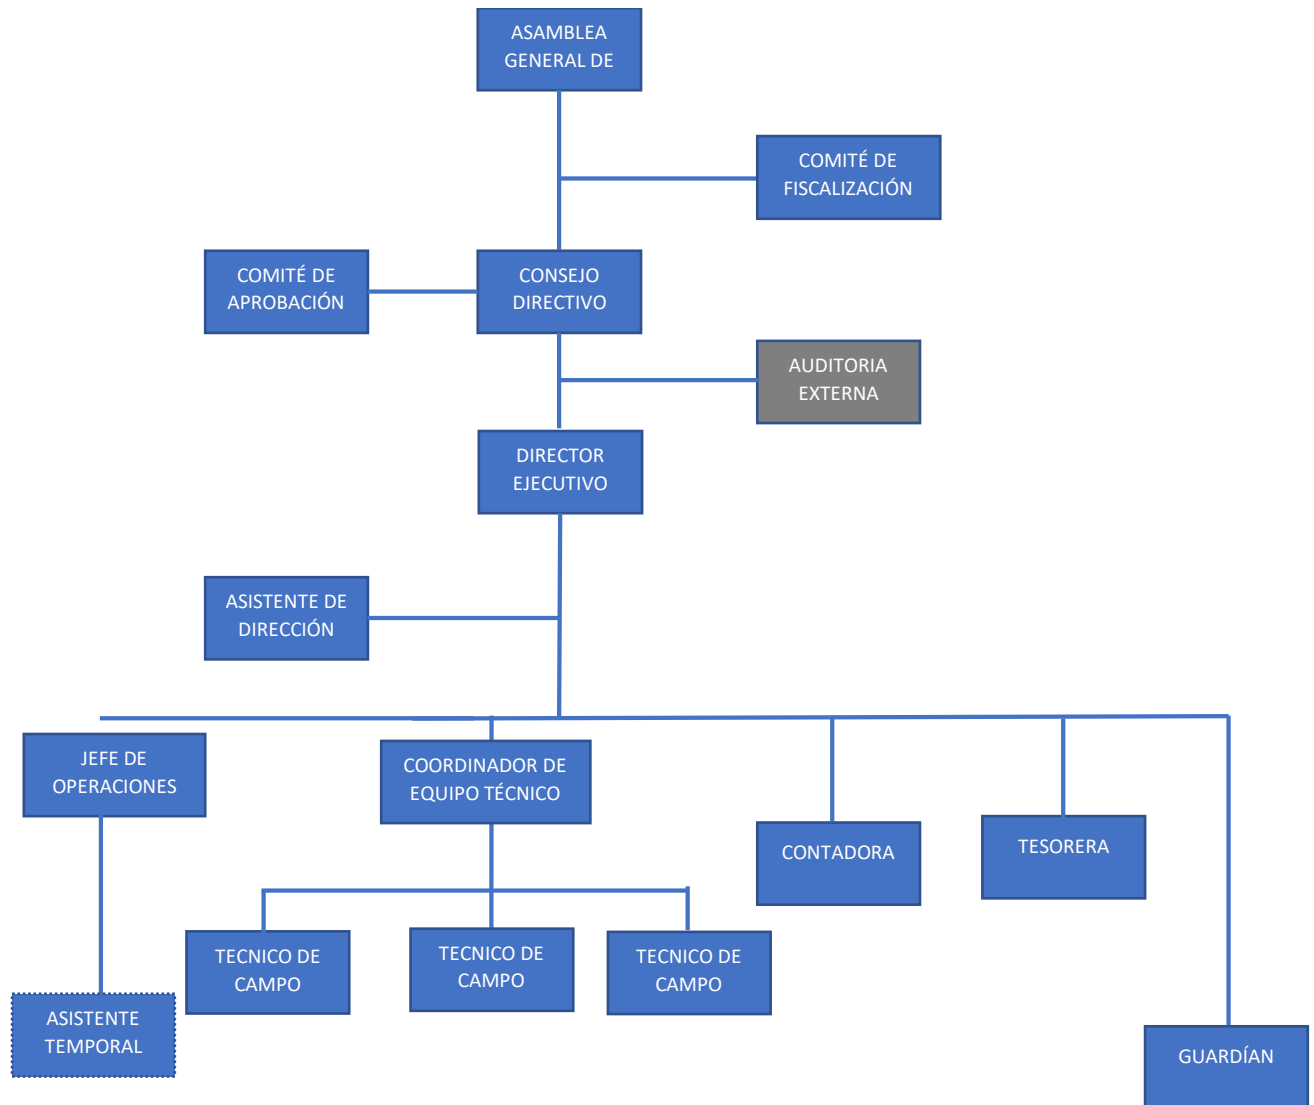 ASAMBLEA
GENERAL DE
COMITÉ DE
FISCALIZACIÓN
COMITÉ DE
APROBACIÓN
CONSEJO
DIRECTIVO
AUDITORIA
EXTERNA
DIRECTOR
EJECUTIVO
ASISTENTE DE
DIRECCIÓN
JEFE DE
OPERACIONES
COORDINADOR DE
EQUIPO TÉCNICO
CONTADORA
TESORERA
TECNICO DE
CAMPO
TECNICO DE
CAMPO
TECNICO DE
CAMPO
ASISTENTE
TEMPORAL
GUARDÍAN